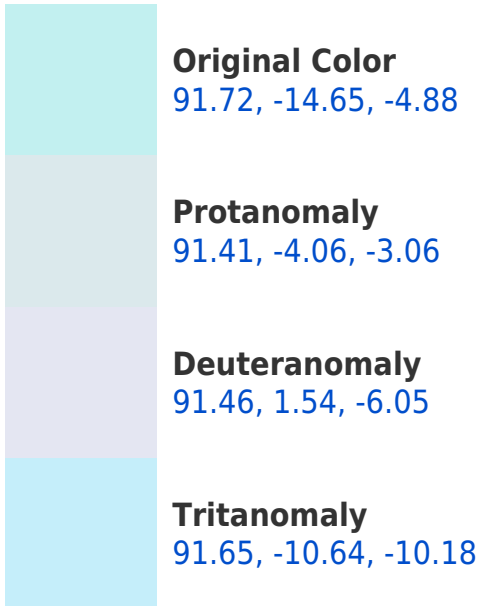 Original Color
91.72, -14.65, -4.88
Protanomaly
91.41, -4.06, -3.06
Deuteranomaly
91.46, 1.54, -6.05
Tritanomaly
91.65, -10.64, -10.18